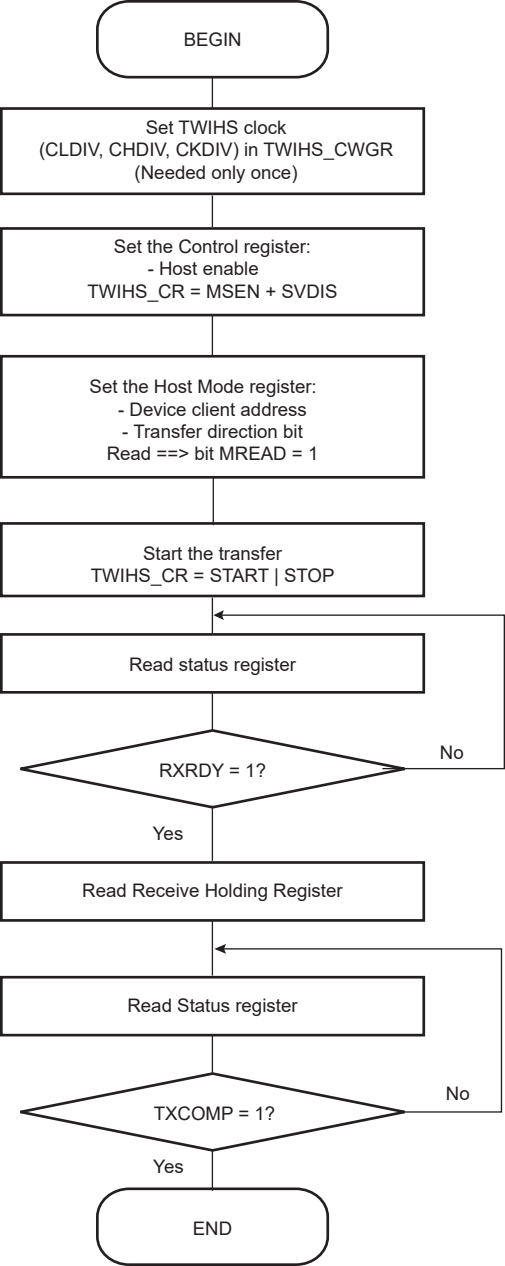 BEGIN
Set TWIHS clock
(CLDIV, CHDIV, CKDIV) in TWIHS_CWGR
(Needed only once)
Set the Control register:
- Host enable
TWIHS_CR = MSEN + SVDIS
Set the Host Mode register:
- Device client address
- Transfer direction bit
Read ==> bit MREAD = 1
Start the transfer
TWIHS_CR = START | STOP
Read status register
RXRDY = 1?
No
Yes
Read Receive Holding Register
Read Status register
TXCOMP = 1?
No
Yes
END